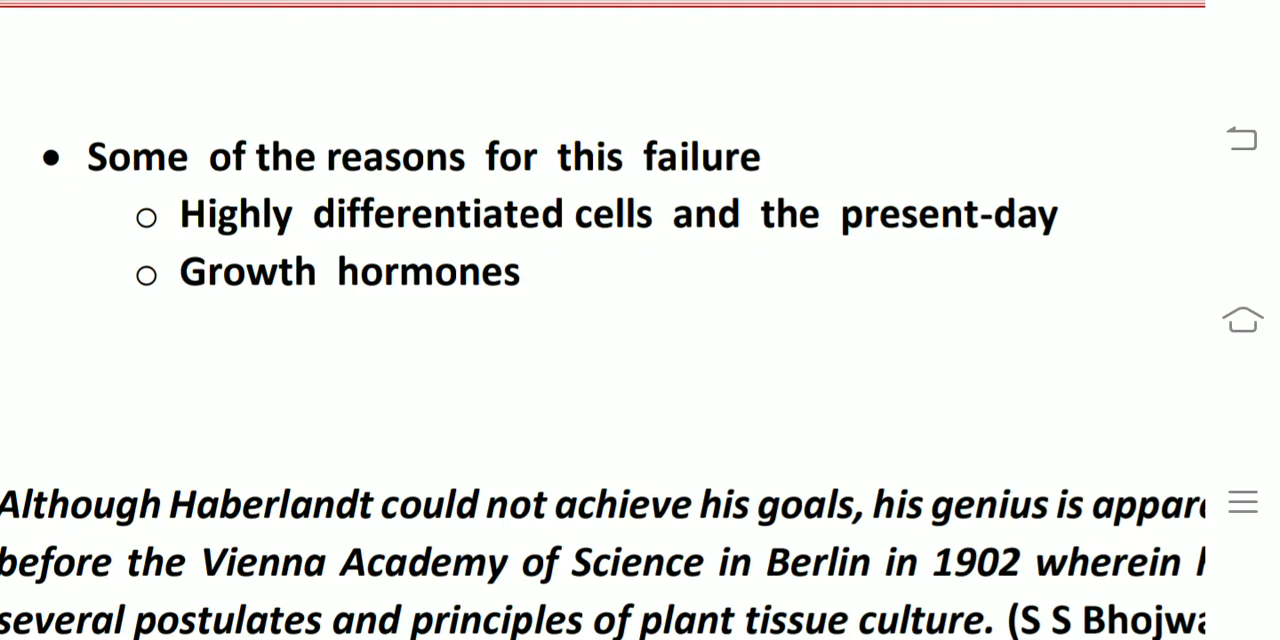 • Some of the reasons for this failure
o Highly differentiated cells and the present-day
o Growth hormones
Although Haberlandt could not achieve his goals, his genius is
before the Vienna Academy of Science in Berlin in 1902 wherein
several postulates and principles of plant tissue culture. (S S